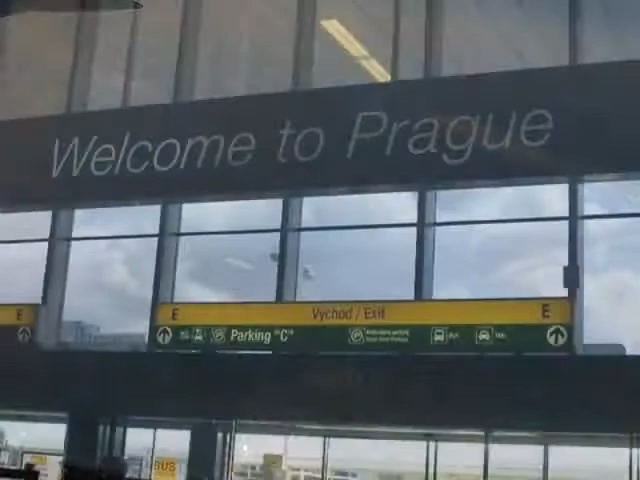 Welcome to Prague
E
E Východ / Exit E
Parking "C"
BUS